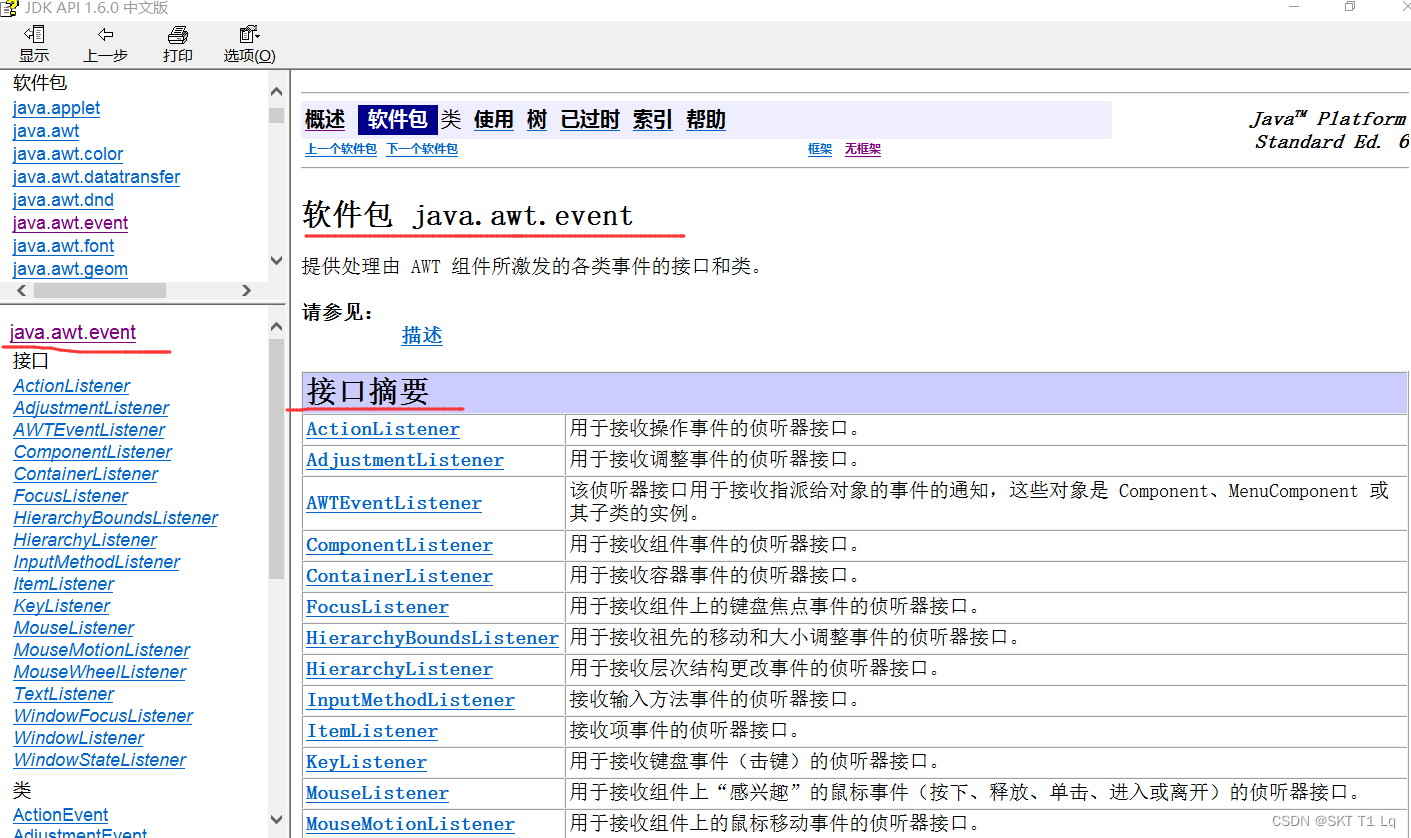 JDK API 1.6.0 中文版
显示 上一步 打印 选项(O)
软件包
java.applet
java.awt
java.awt.color
java.awt.datatransfer
java.awt.dnd
java.awt.event
java.awt.font
java.awt.geom
java.awt.event
接口
ActionListener
AdjustmentListener
AWTEventListener
ComponentListener
ContainerListener
FocusListener
HierarchyBoundsListener
HierarchyListener
InputMethodListener
ItemListener
KeyListener
MouseListener
MouseMotionListener
MouseWheelListener
TextListener
WindowFocusListener
WindowListener
WindowStateListener
类
ActionEvent
AdjustmentEvent
概述 软件包 类 使用 树 已过时 索引 帮助
Java™ Platform
Standard Ed. 6
上一个软件包 下一个软件包 框架 无框架
软件包 java.awt.event
提供处理由 AWT 组件所激发的各类事件的接口和类。
请参见:
描述
接口摘要
ActionListener 用于接收操作事件的侦听器接口。
AdjustmentListener 用于接收调整事件的侦听器接口。
AWTEventListener 该侦听器接口用于接收指派给对象的事件的通知，这些对象是 Component、MenuComponent 或
其子类的实例。
ComponentListener 用于接收组件事件的侦听器接口。
ContainerListener 用于接收容器事件的侦听器接口。
FocusListener 用于接收组件上的键盘焦点事件的侦听器接口。
HierarchyBoundsListener 用于接收祖先的移动和大小调整事件的侦听器接口。
HierarchyListener 用于接收层次结构更改事件的侦听器接口。
InputMethodListener 接收输入方法事件的侦听器接口。
ItemListener 接收项事件的侦听器接口。
KeyListener 用于接收键盘事件（击键）的侦听器接口。
MouseListener 用于接收组件上“感兴趣”的鼠标事件（按下、释放、单击、进入或离开）的侦听器接口。
MouseMotionListener 用于接收组件上的鼠标移动事件的侦听器接口。
CSDN @SKT T1 Lq